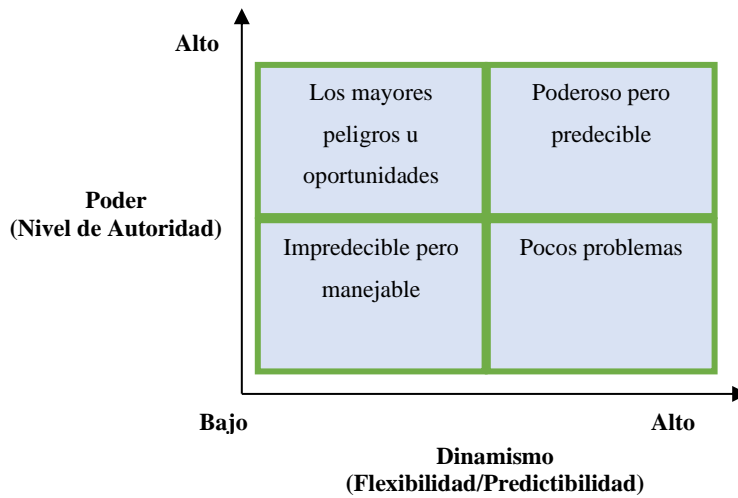 Alto
Los mayores
peligros u
oportunidades
Poderoso pero
predecible
Poder
(Nivel de Autoridad)
Impredecible pero
manejable
Pocos problemas
Bajo
Alto
Dinamismo
(Flexibilidad/Predictibilidad)